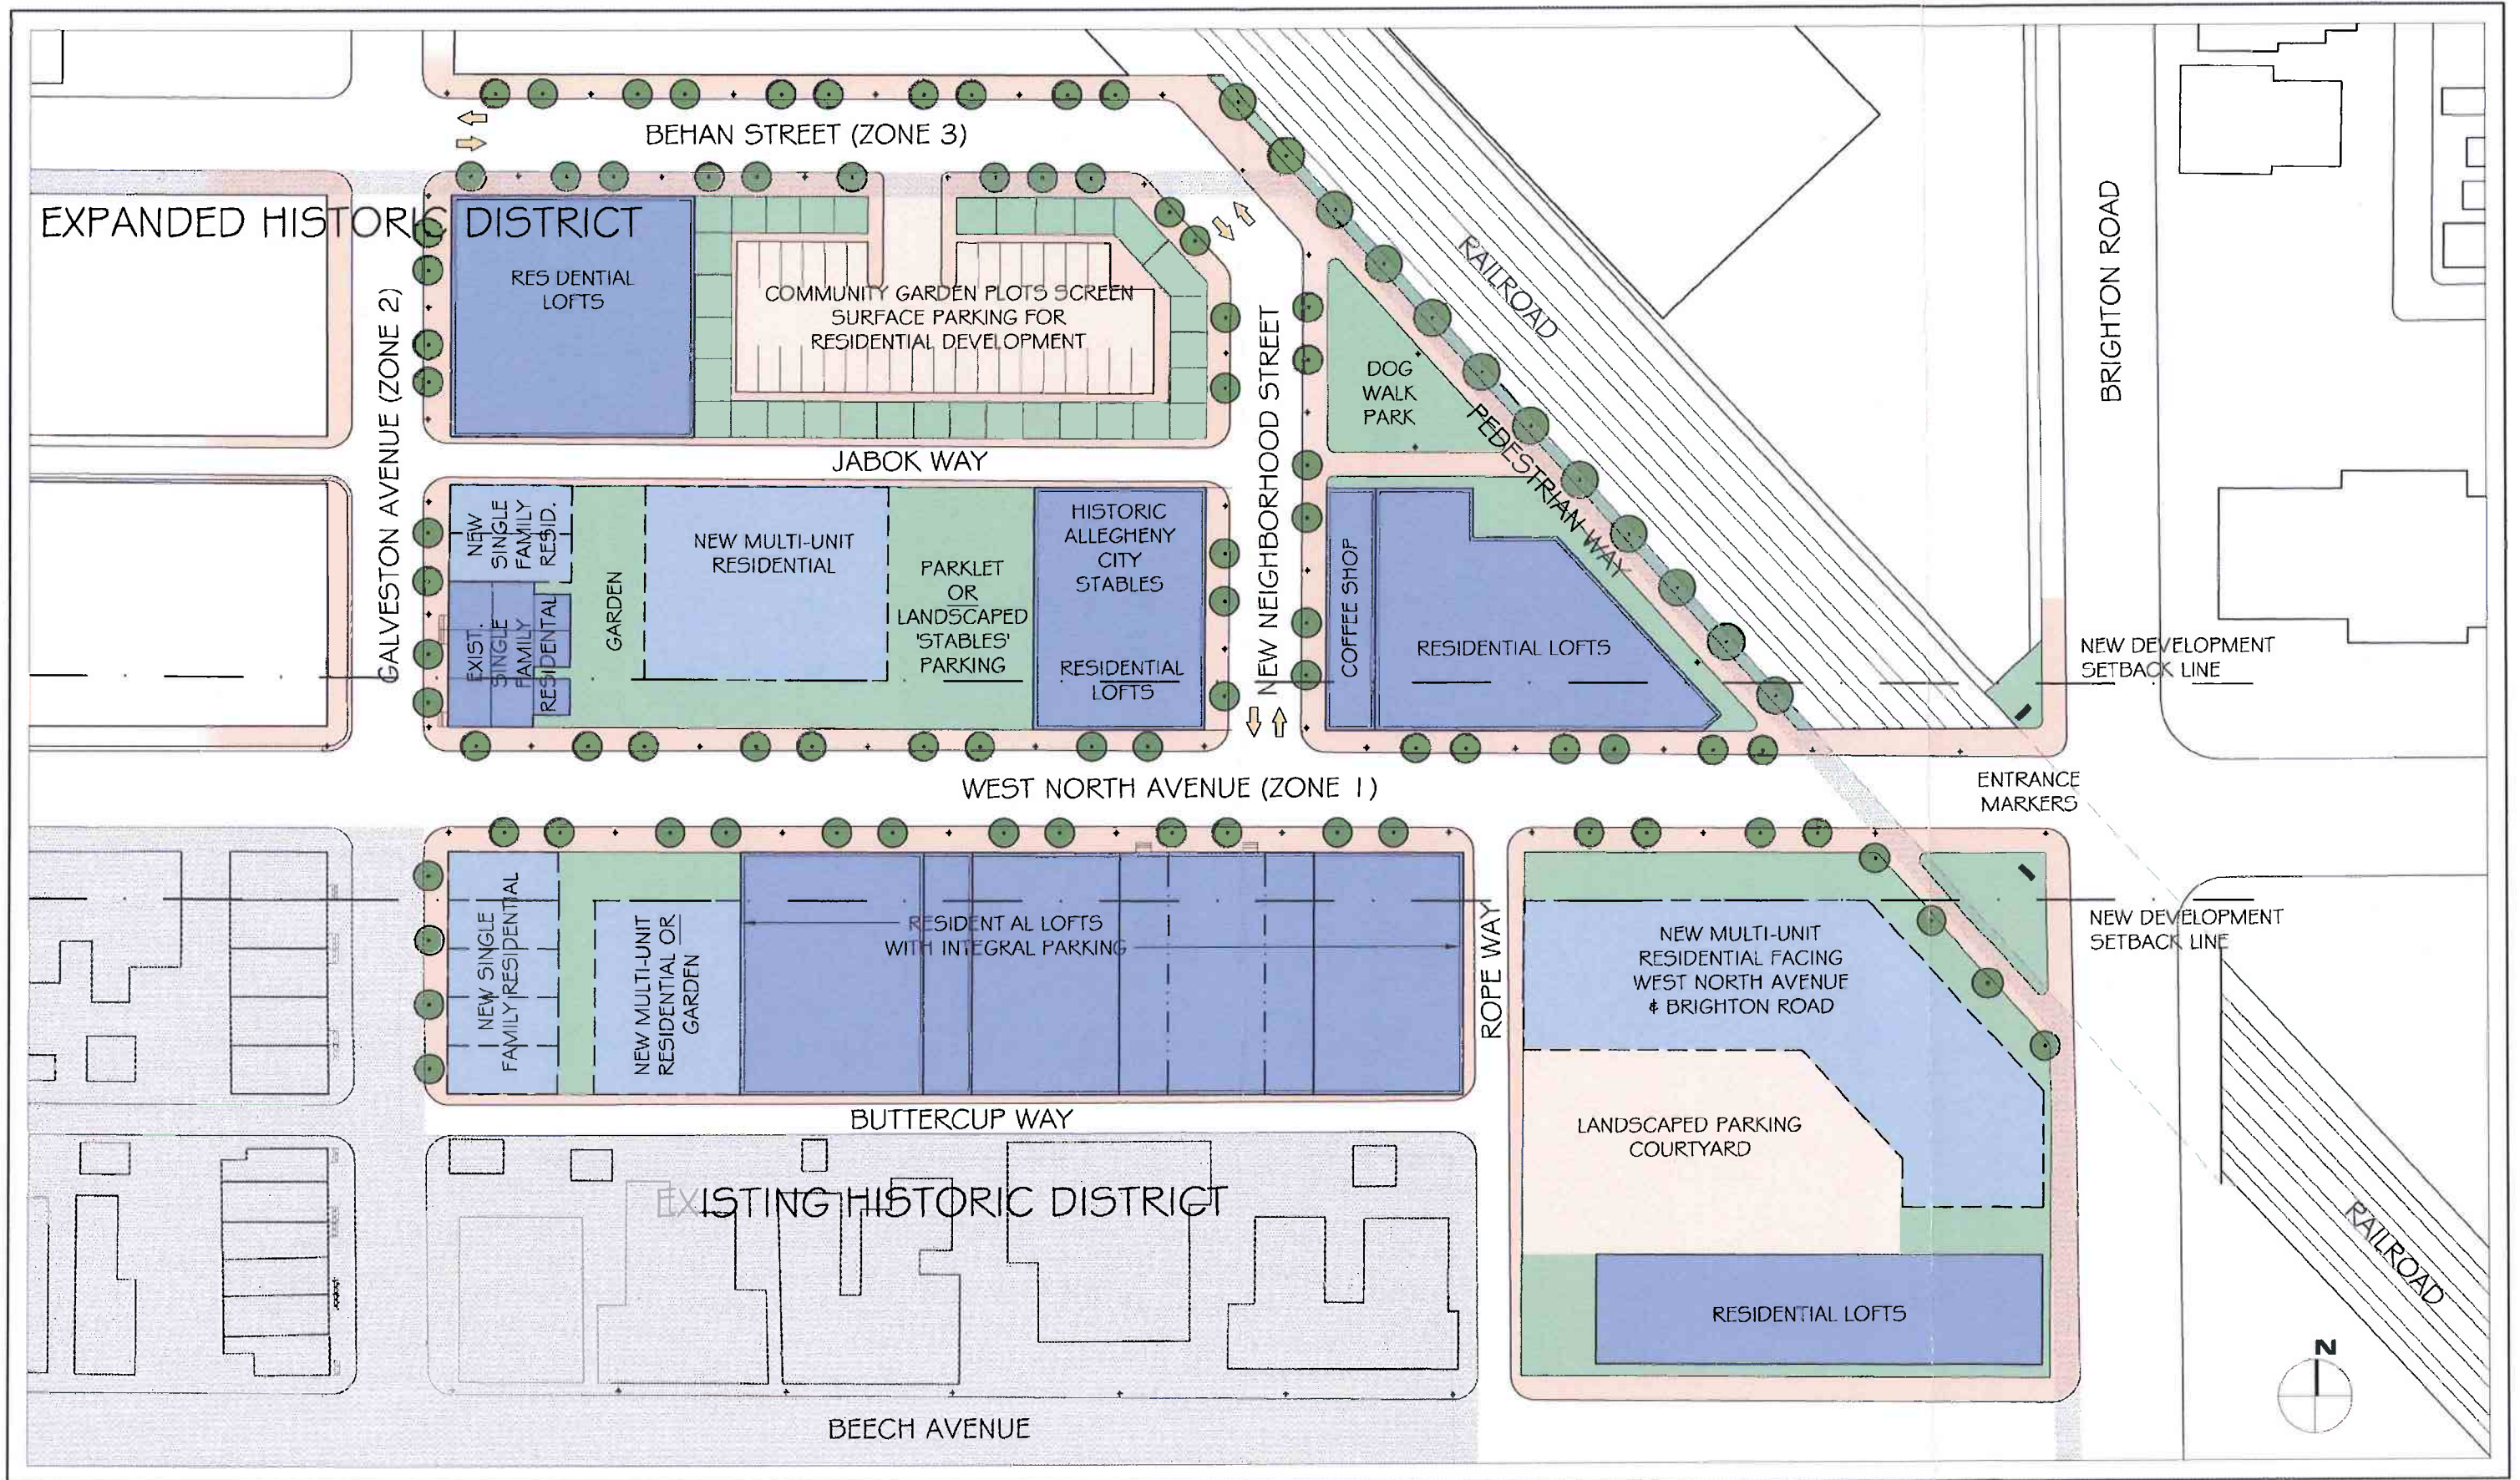 BEHAN STREET (ZONE 3)
EXPANDED HISTORIC DISTRICT
RES DENTIAL
LOFTS
COMMUNITY GARDEN PLOTS SCREEN
SURFACE PARKING FOR
RESIDENTIAL DEVELOPMENT
GALVESTON AVENUE (ZONE 2)
NEW NEIGHBORHOOD STREET
RAILROAD
BRIGHTON ROAD
DOG
WALK
PARK
PEDESTRIAN WAY
JABOK WAY
NEW
SINGLE
FAMILY
RESID.
EXIST.
SINGLE
FAMILY
RESIDENTAL
GARDEN
NEW MULTI-UNIT
RESIDENTIAL
PARKLET
OR
LANDSCAPED
'STABLES'
PARKING
HISTORIC
ALLEGHENY
CITY
STABLES
RESIDENTIAL
LOFTS
COFFEE SHOP
RESIDENTIAL LOFTS
NEW DEVELOPMENT
SETBACK LINE
WEST NORTH AVENUE (ZONE 1)
ENTRANCE
MARKERS
NEW SINGLE
FAMILY RESIDENTIAL
NEW MULTI-UNIT
RESIDENTIAL OR
GARDEN
RESIDENT AL LOFTS
WITH INTEGRAL PARKING
ROPE WAY
NEW MULTI-UNIT
RESIDENTIAL FACING
WEST NORTH AVENUE
& BRIGHTON ROAD
NEW DEVELOPMENT
SETBACK LINE
BUTTERCUP WAY
LANDSCAPED PARKING
COURTYARD
EXISTING HISTORIC DISTRICT
RAILROAD
RESIDENTIAL LOFTS
N
BEECH AVENUE